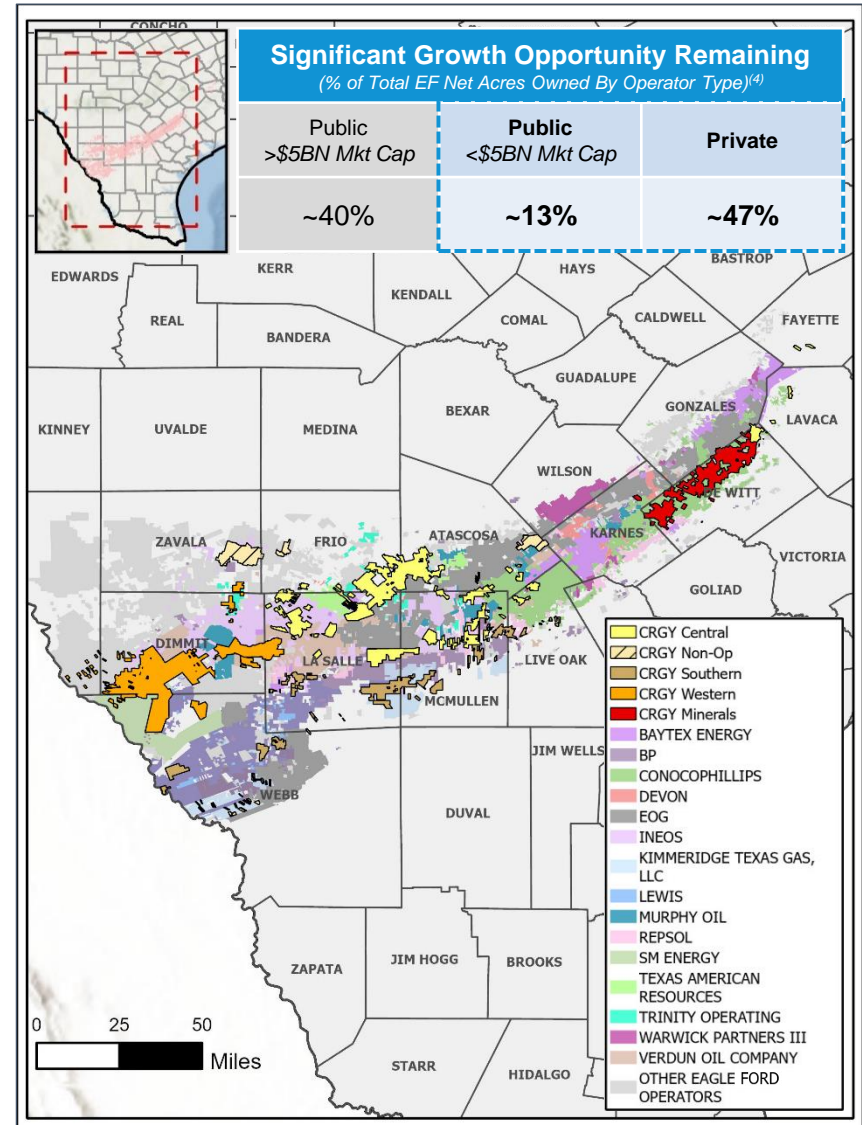 CONCHO
Significant Growth Opportunity Remaining
(% of Total EF Net Acres Owned By Operator Type)(4)
Public
>$5BN Mkt Cap
Public
<$5BN Mkt Cap
Private
~40%
~13%
~47%
EDWARDS
KERR
HAYS
BASTROP
KENDALL
REAL
COMAL
CALDWELL
FAYETTE
BANDERA
GUADALUPE
GONZALES
LAVACA
KINNEY
UVALDE
MEDINA
BEXAR
WILSON
DE WITT
ZAVALA
FRIO
ATASCOSA
KARNES
VICTORIA
GOLIAD
DIMMIT
LA SALLE
LIVE OAK
MCMULLEN
JIM WELLS
WEBB
DUVAL
ZAPATA
JIM HOGG
BROOKS
STARR
HIDALGO
CRGY Central
CRGY Non-Op
CRGY Southern
CRGY Western
CRGY Minerals
BAYTEX ENERGY
BP
CONOCOPHILLIPS
DEVON
EOG
INEOS
KIMMERIDGE TEXAS GAS,
LLC
LEWIS
MURPHY OIL
REPSOL
SM ENERGY
TEXAS AMERICAN
RESOURCES
TRINITY OPERATING
WARWICK PARTNERS III
VERDUN OIL COMPANY
OTHER EAGLE FORD
OPERATORS
0 25 50
Miles